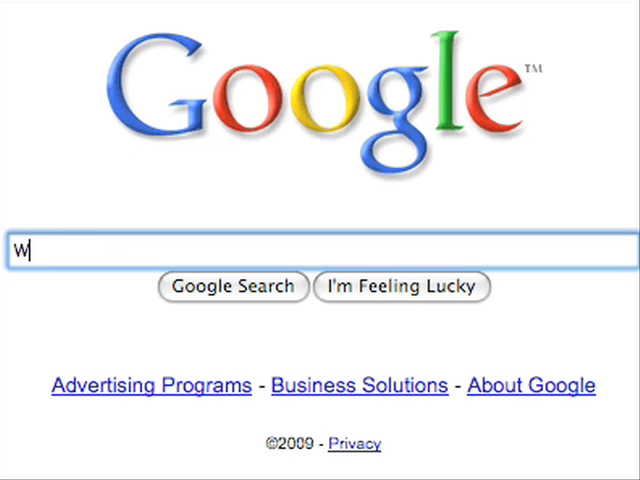 Google™
W
Google Search I'm Feeling Lucky
Advertising Programs - Business Solutions - About Google
©2009 - Privacy